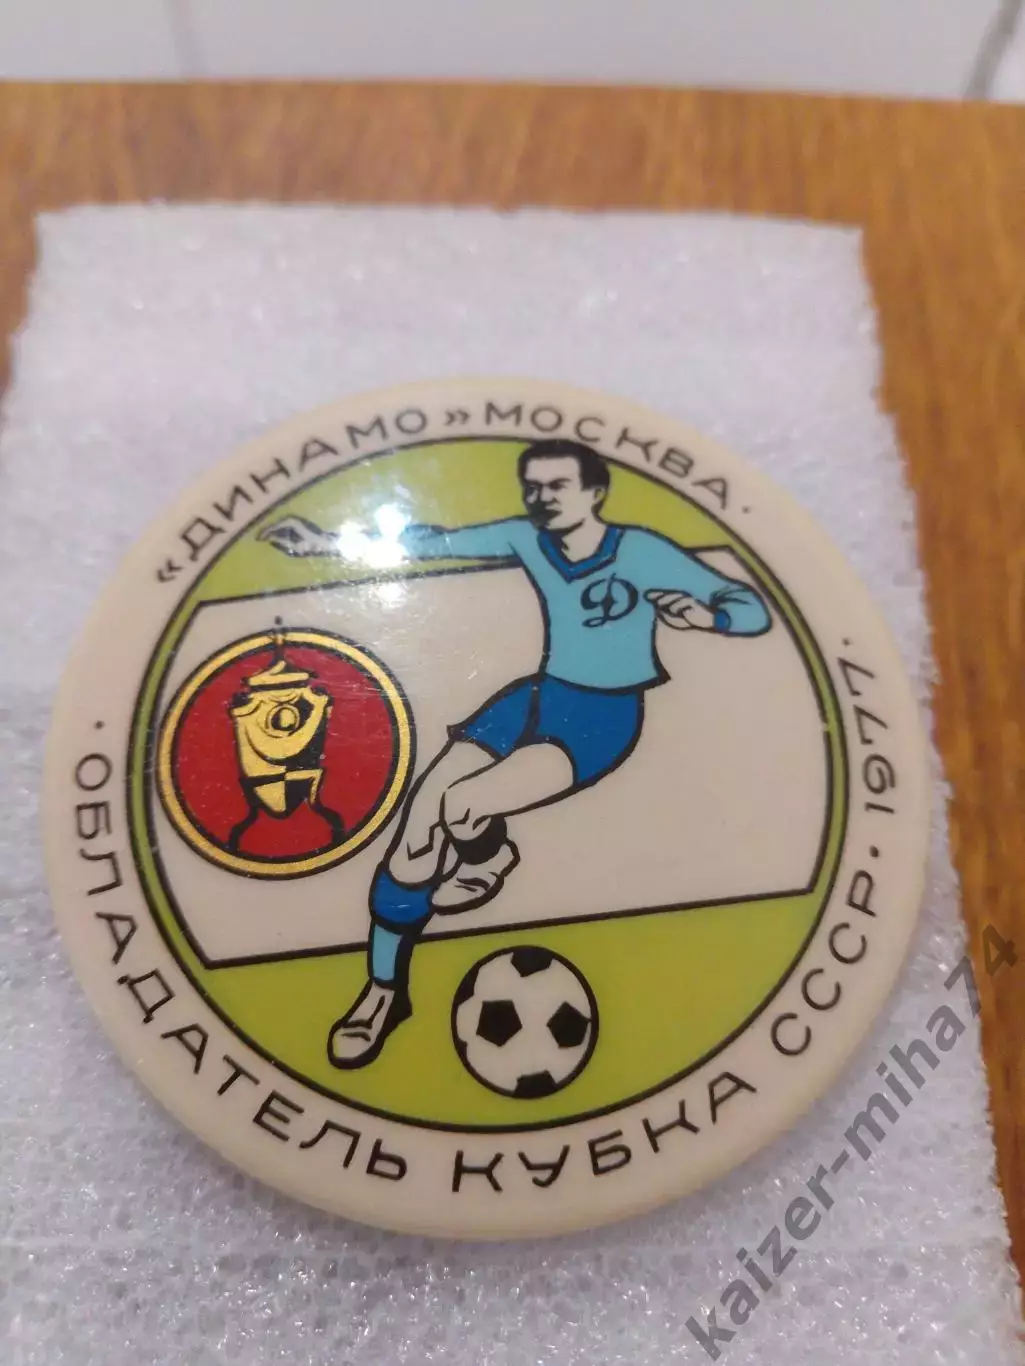 «ДИНАМО» МОСКВА.
Д
· ОБЛАДАТЕЛЬ КУБКА СССР · 1977 ·
kaizer-miha74